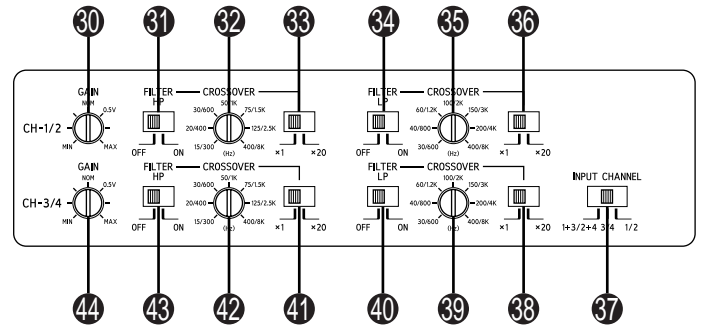 30 31 32 33 34 35 36
GAIN FILTER CROSSOVER FILTER CROSSOVER
NOM HP 50/1K LP 100/2K
0.5V 30/600 75/1.5K 60/1.2K 150/3K
CH-1/2 20/400 125/2.5K 40/800 200/4K
MIN MAX OFF ON 15/300 (Hz) 400/8K ×1 ×20 OFF ON 30/600 (Hz) 400/8K ×1 ×20
GAIN FILTER CROSSOVER FILTER CROSSOVER INPUT CHANNEL
NOM HP 50/1K LP 100/2K
0.5V 30/600 75/1.5K 60/1.2K 150/3K
CH-3/4 20/400 125/2.5K 40/800 200/4K
MIN MAX OFF ON 15/300 (Hz) 400/8K ×1 ×20 OFF ON 30/600 (Hz) 400/8K ×1 ×20 1+3/2+4 3/4 1/2
44 43 42 41 40 39 38 37